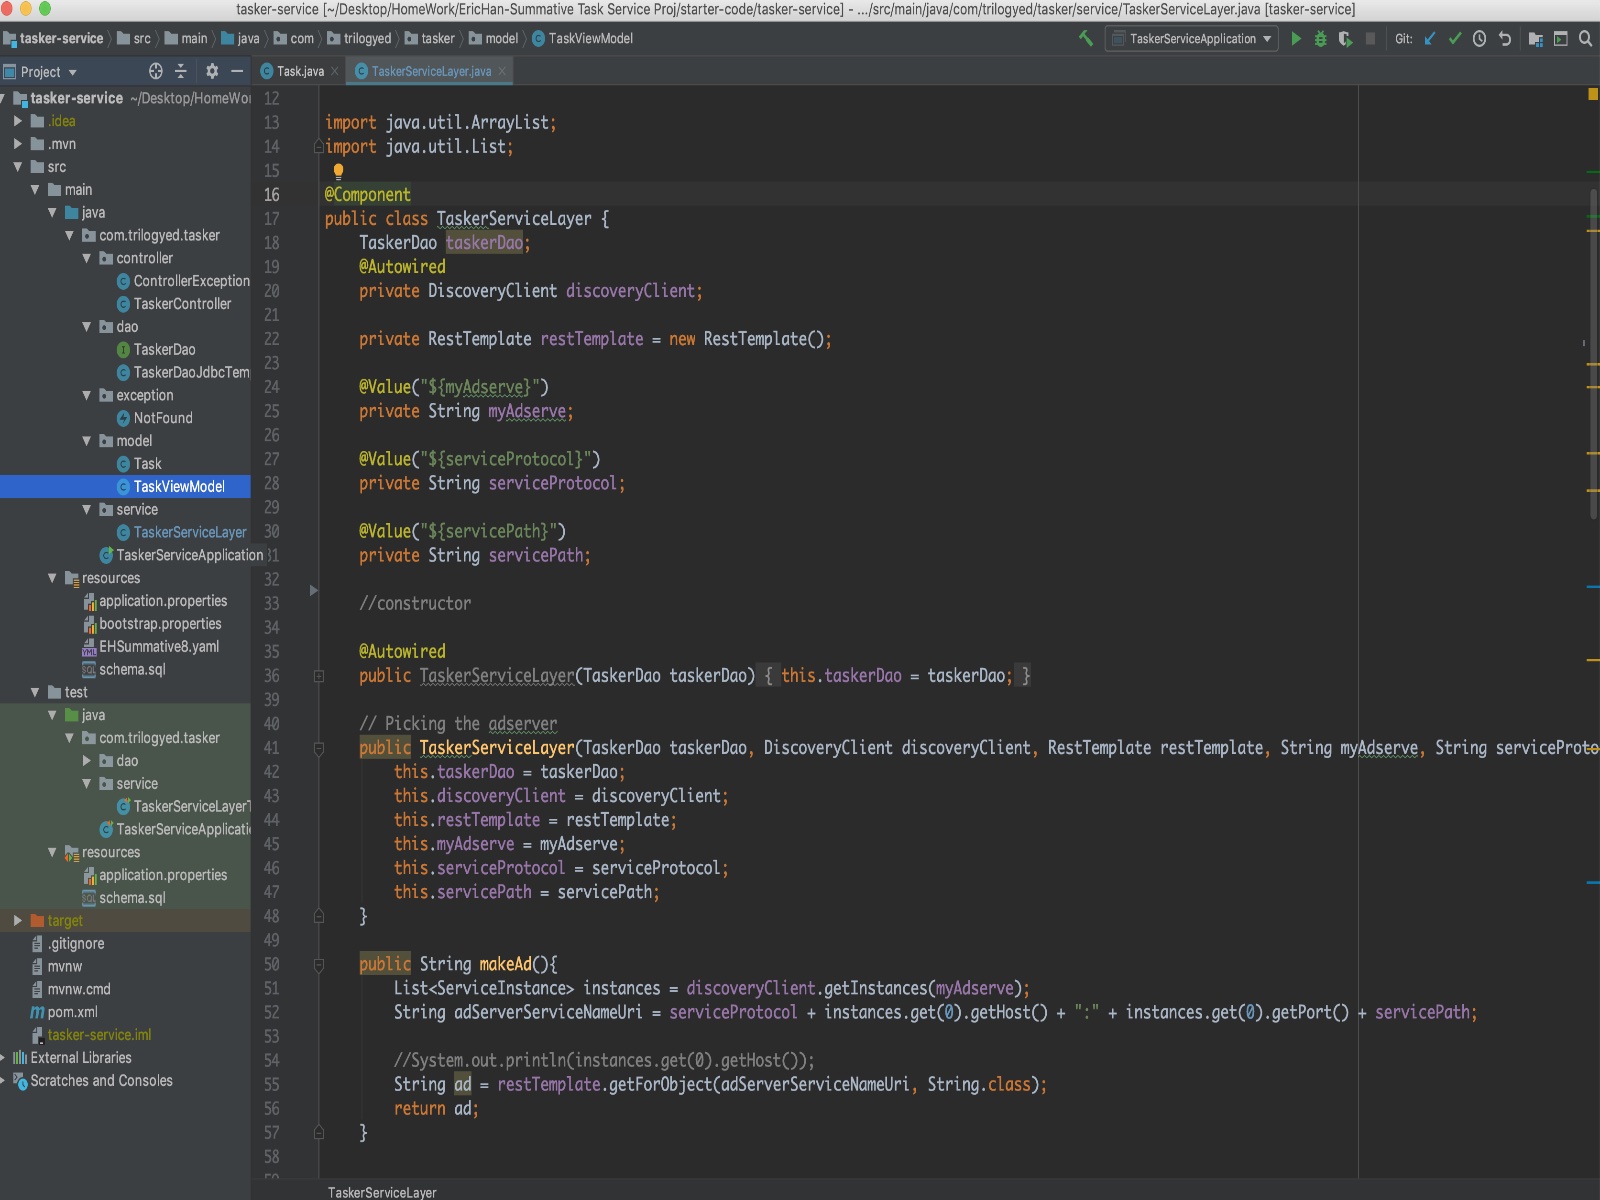 tasker-service [~/Desktop/HomeWork/EricHan-Summative Task Service Proj/starter-code/tasker-service] - .../src/main/java/com/trilogyed/tasker/service/TaskerServiceLayer.java [tasker-service]
tasker-service src main java com trilogyed tasker model TaskViewModel TaskerServiceApplication Git:
Project Task.java TaskerServiceLayer.java
tasker-service ~/Desktop/HomeWor
.idea
.mvn
src
main
java
com.trilogyed.tasker
controller
ControllerException
TaskerController
dao
TaskerDao
TaskerDaoJdbcTem
exception
NotFound
model
Task
TaskViewModel
service
TaskerServiceLayer
TaskerServiceApplication
resources
application.properties
bootstrap.properties
EHSummative8.yaml
schema.sql
test
java
com.trilogyed.tasker
dao
service
TaskerServiceLayerT
TaskerServiceApplicati
resources
application.properties
schema.sql
target
.gitignore
mvnw
mvnw.cmd
pom.xml
tasker-service.iml
External Libraries
Scratches and Consoles
12
13 import java.util.ArrayList;
14 import java.util.List;
15
16 @Component
17 public class TaskerServiceLayer {
18 TaskerDao taskerDao;
19 @Autowired
20 private DiscoveryClient discoveryClient;
21
22 private RestTemplate restTemplate = new RestTemplate();
23
24 @Value("${myAdserve}")
25 private String myAdserve;
26
27 @Value("${serviceProtocol}")
28 private String serviceProtocol;
29
30 @Value("${servicePath}")
31 private String servicePath;
32
33 //constructor
34
35 @Autowired
36 public TaskerServiceLayer(TaskerDao taskerDao) { this.taskerDao = taskerDao; }
39
40 // Picking the adserver
41 public TaskerServiceLayer(TaskerDao taskerDao, DiscoveryClient discoveryClient, RestTemplate restTemplate, String myAdserve, String serviceProto
42 this.taskerDao = taskerDao;
43 this.discoveryClient = discoveryClient;
44 this.restTemplate = restTemplate;
45 this.myAdserve = myAdserve;
46 this.serviceProtocol = serviceProtocol;
47 this.servicePath = servicePath;
48 }
49
50 public String makeAd(){
51 List<ServiceInstance> instances = discoveryClient.getInstances(myAdserve);
52 String adServerServiceNameUri = serviceProtocol + instances.get(0).getHost() + ":" + instances.get(0).getPort() + servicePath;
53
54 //System.out.println(instances.get(0).getHost());
55 String ad = restTemplate.getForObject(adServerServiceNameUri, String.class);
56 return ad;
57 }
58
TaskerServiceLayer